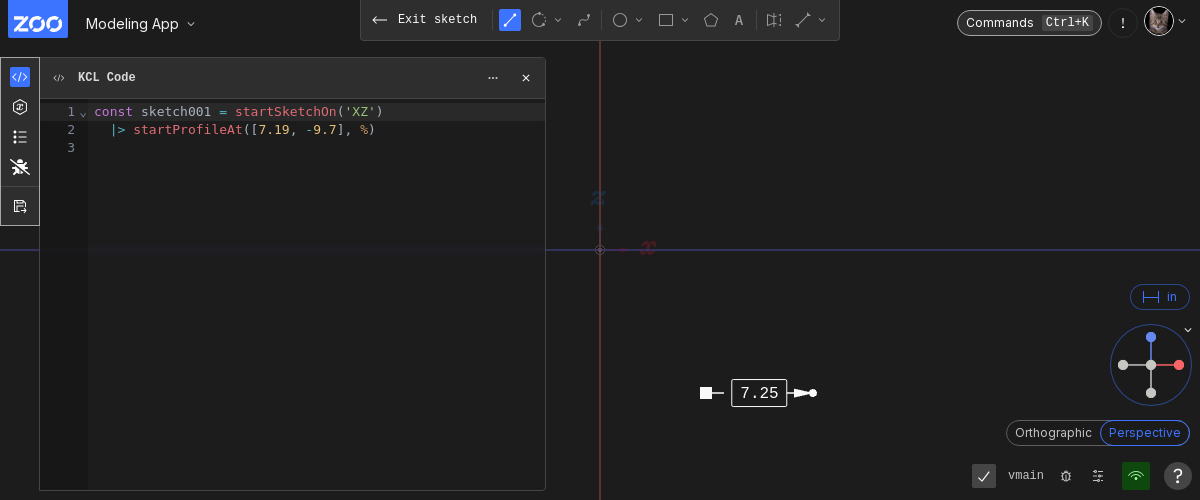 ZOO Modeling App
Exit sketch
A
Commands Ctrl+K
!
KCL Code
1 const sketch001 = startSketchOn('XZ')
2 |> startProfileAt([7.19, -9.7], %)
3
z
x
in
7.25
Orthographic Perspective
vmain
?